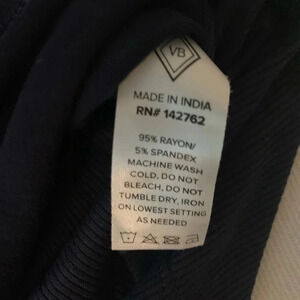 VB
MADE IN INDIA
RN# 142762
95% RAYON/
5% SPANDEX
MACHINE WASH
COLD, DO NOT
BLEACH, DO NOT
TUMBLE DRY, IRON
ON LOWEST SETTING
AS NEEDED